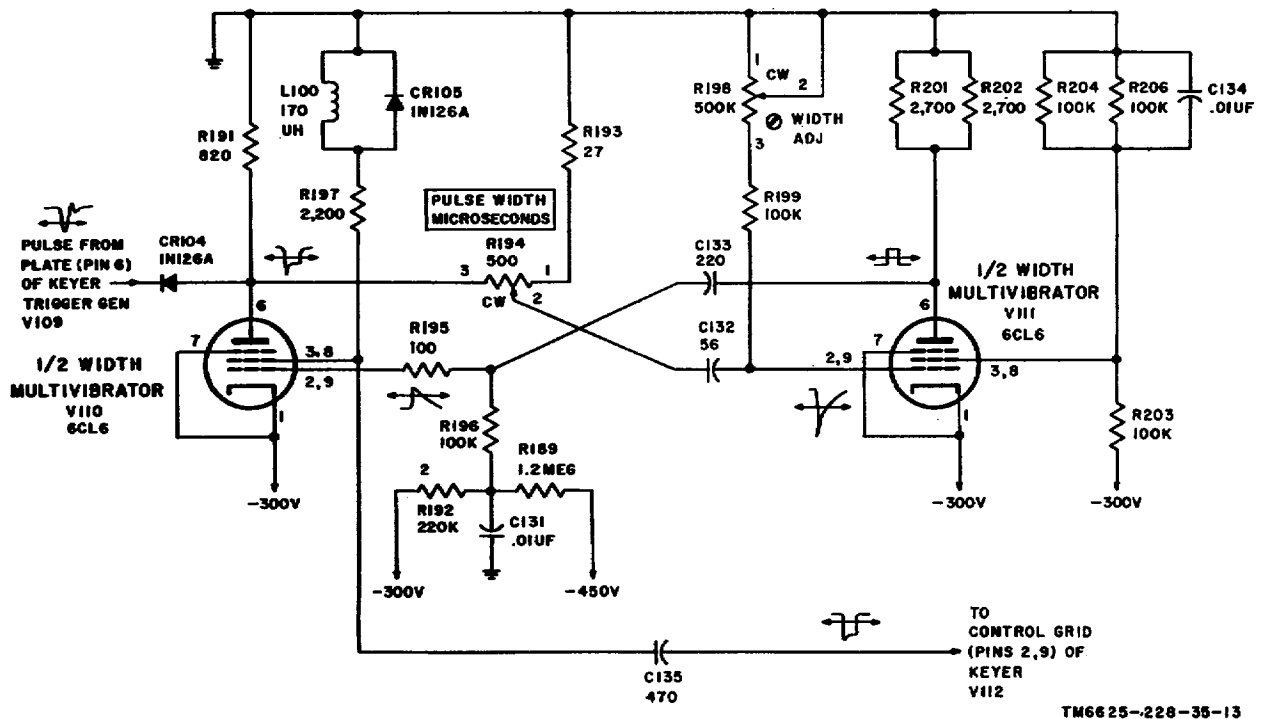 R191
820
L100
170
UH
CR105
1N126A
R197
2,200
R193
27
PULSE WIDTH
MICROSECONDS
R194
500
3
1
CW
2
1
CW
2
R198
500K
WIDTH
ADJ
3
R199
100K
R201
2,700
R202
2,700
R204
100K
R206
100K
C134
.01UF
PULSE FROM
PLATE (PIN 6)
OF KEYER
TRIGGER GEN
V109
CR104
1N126A
6
7
3,8
2,9
1
1/2 WIDTH
MULTIVIBRATOR
V110
6CL6
-300V
R195
100
R196
100K
C133
220
C132
56
1/2 WIDTH
MULTIVIBRATOR
V111
6CL6
6
7
2,9
3,8
1
-300V
R203
100K
-300V
2
R192
220K
R189
1.2MEG
C131
.01UF
-300V
-450V
C135
470
TO
CONTROL GRID
(PINS 2,9) OF
KEYER
V112
TM6625-228-35-13